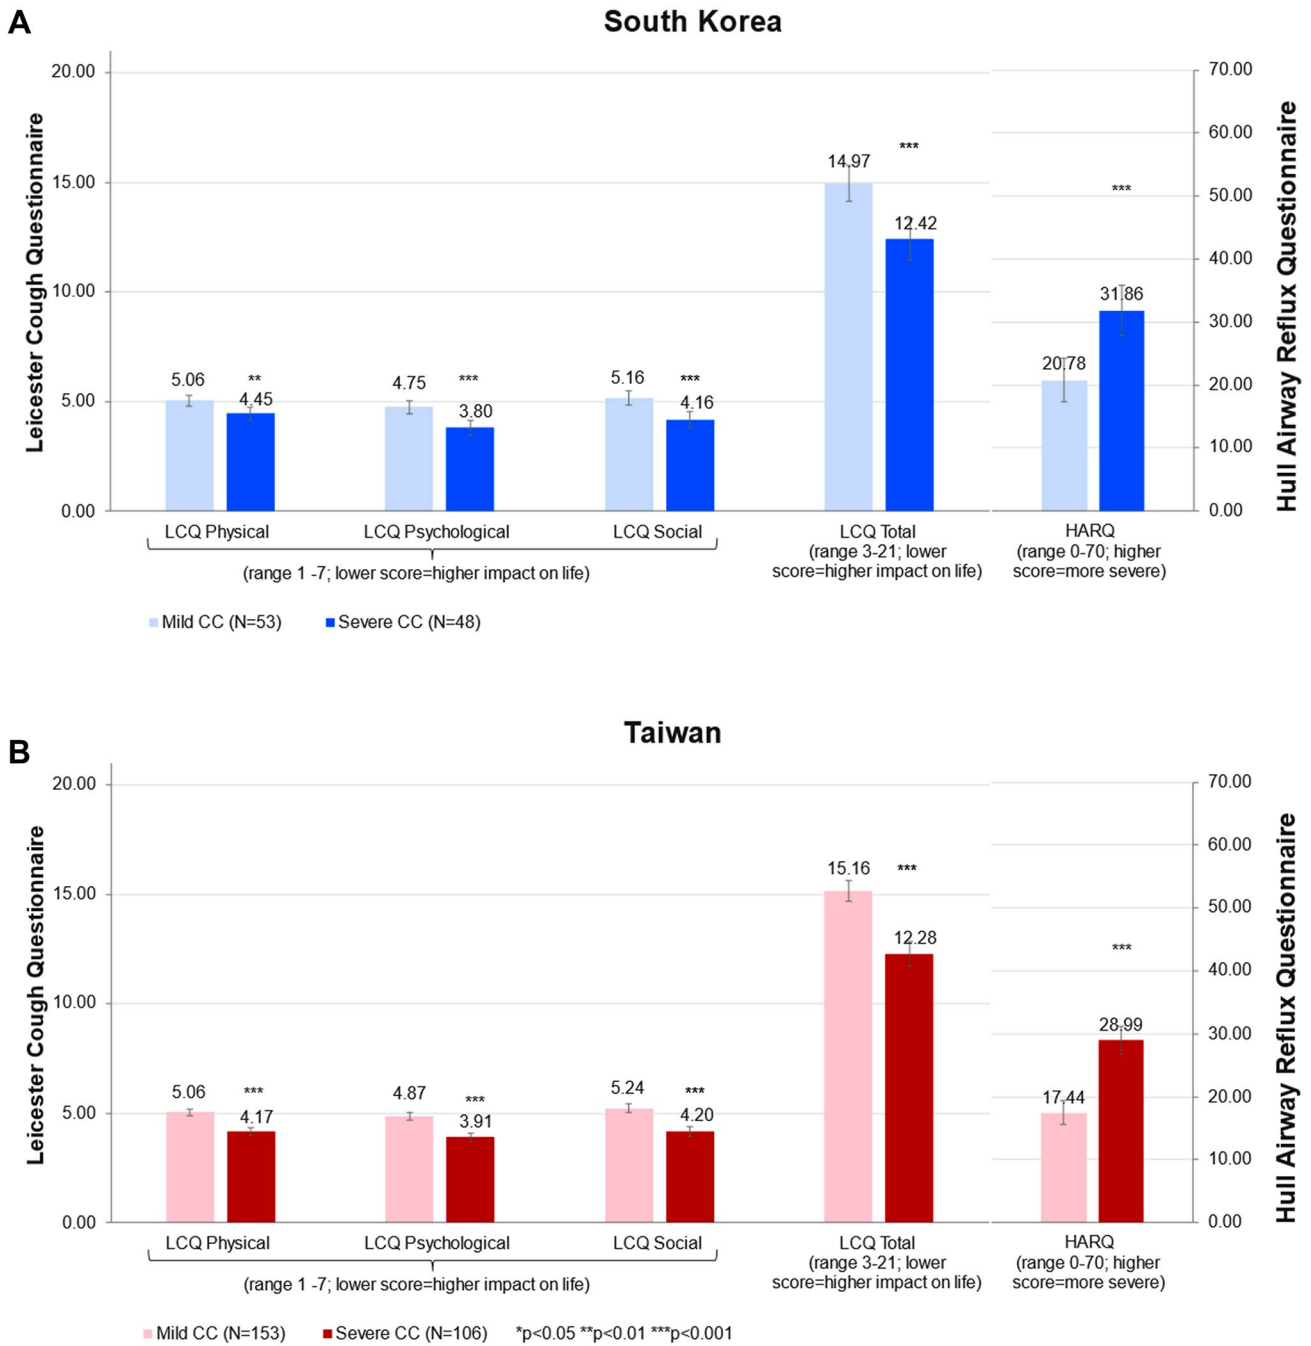 A
South Korea
Leicester Cough Questionnaire
20.00
15.00
10.00
5.00
0.00
5.06
**
4.45
4.75
***
3.80
5.16
***
4.16
14.97
***
12.42
20.78
***
31.86
70.00
60.00
50.00
40.00
30.00
20.00
10.00
0.00
Hull Airway Reflux Questionnaire
LCQ Physical
LCQ Psychological
LCQ Social
(range 1 -7; lower score=higher impact on life)
LCQ Total
(range 3-21; lower
score=higher impact on life)
HARQ
(range 0-70; higher
score=more severe)
Mild CC (N=53)
Severe CC (N=48)
B
Taiwan
Leicester Cough Questionnaire
20.00
15.00
10.00
5.00
0.00
5.06
***
4.17
4.87
***
3.91
5.24
***
4.20
15.16
***
12.28
17.44
***
28.99
70.00
60.00
50.00
40.00
30.00
20.00
10.00
0.00
Hull Airway Reflux Questionnaire
LCQ Physical
LCQ Psychological
LCQ Social
(range 1 -7; lower score=higher impact on life)
LCQ Total
(range 3-21; lower
score=higher impact on life)
HARQ
(range 0-70; higher
score=more severe)
Mild CC (N=153)
Severe CC (N=106)
*p<0.05 **p<0.01 ***p<0.001